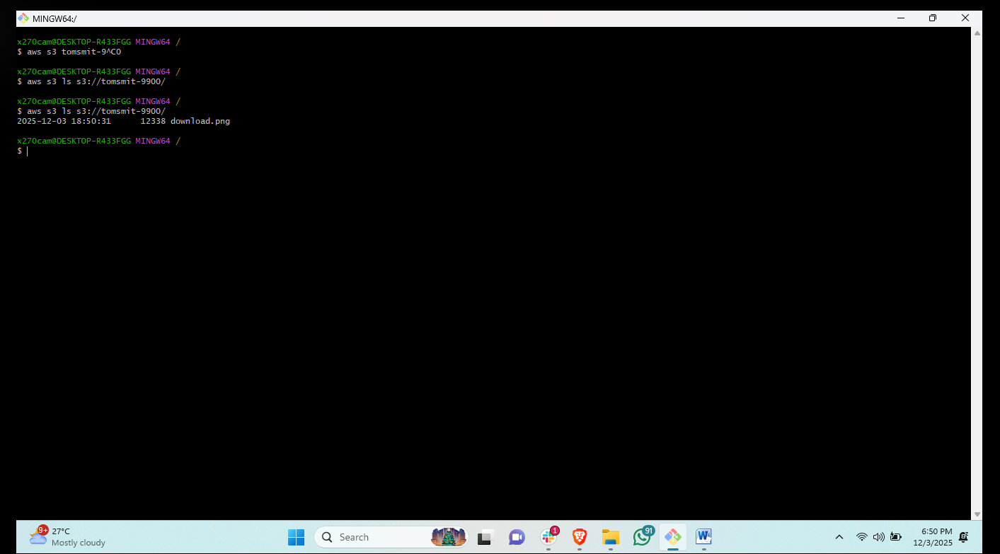 MINGW64:/
x270cam@DESKTOP-R433FGG MINGW64 /
$ aws s3 tomsmit-9^C0
x270cam@DESKTOP-R433FGG MINGW64 /
$ aws s3 ls s3://tomsmit-9900/
x270cam@DESKTOP-R433FGG MINGW64 /
$ aws s3 ls s3://tomsmit-9900/
2025-12-03 18:50:31      12338 download.png
x270cam@DESKTOP-R433FGG MINGW64 /
$
9+
27°C
Mostly cloudy
Search
1
91
W
6:50 PM
12/3/2025